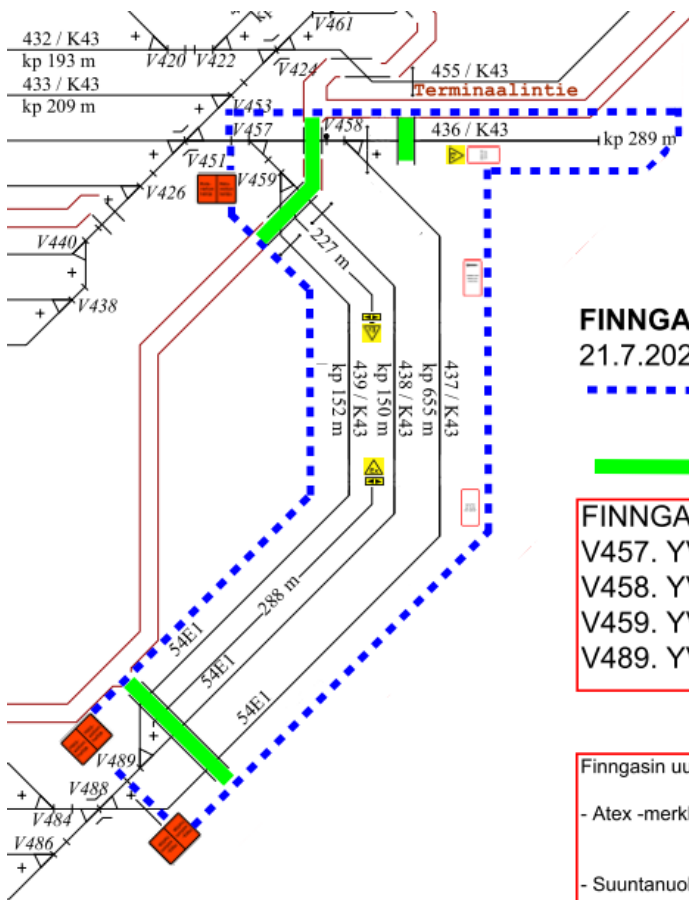 V461
432 / K43
kp 193 m
V420
V422
V424
455 / K43
433 / K43
kp 209 m
Terminaalintie
V453
V457
V458
436 / K43
kp 289 m
V451
V459
V426
V440
227 m
V438
FINNGA
21.7.202
kp 152 m
439 / K43
kp 150 m
438 / K43
kp 655 m
437 / K43
FINNGA
V457. YV
V458. YV
V459. YV
V489. YV
288 m
54E1
54E1
54E1
V489
V488
V484
V486
Finngasin uu
- Atex -merkl
- Suuntanuol